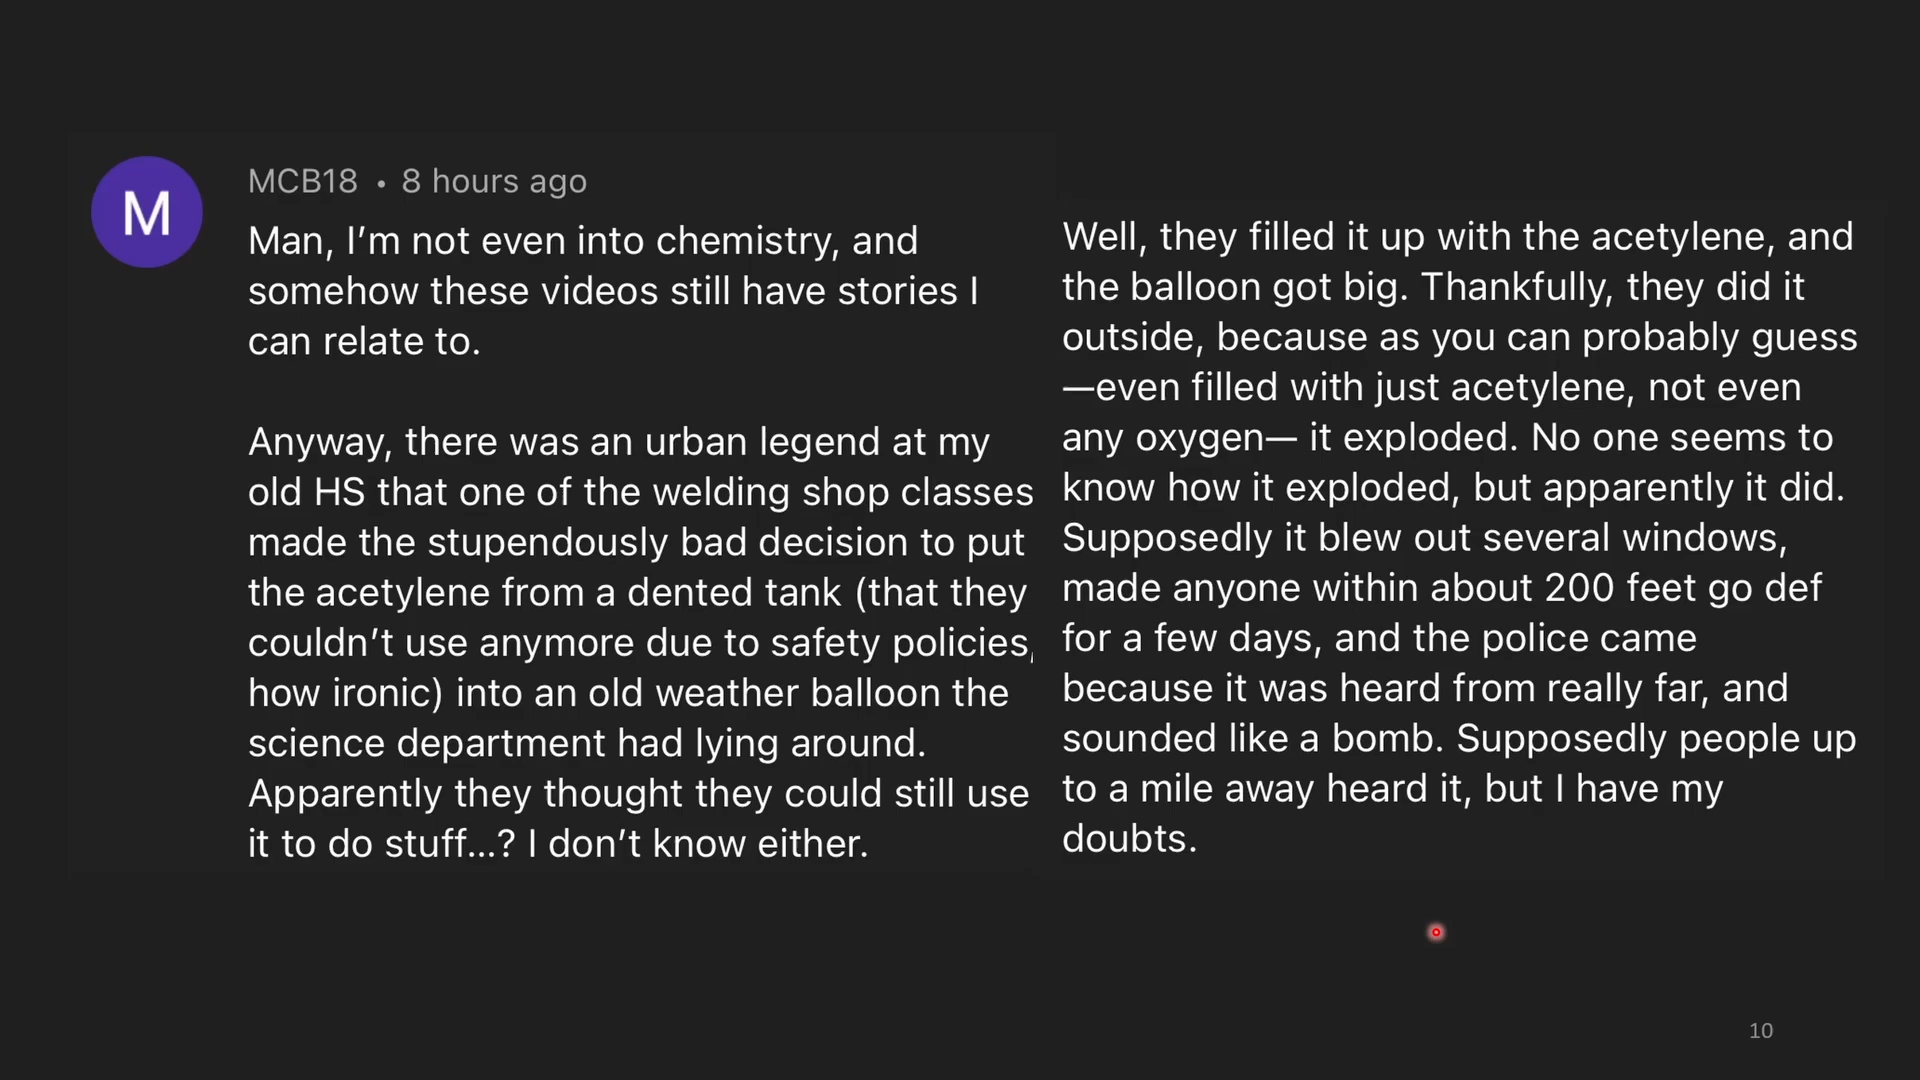 M
MCB18 • 8 hours ago
Man, I’m not even into chemistry, and
somehow these videos still have stories I
can relate to.
Anyway, there was an urban legend at my
old HS that one of the welding shop classes
made the stupendously bad decision to put
the acetylene from a dented tank (that they
couldn’t use anymore due to safety policies,
how ironic) into an old weather balloon the
science department had lying around.
Apparently they thought they could still use
it to do stuff...? I don’t know either.
Well, they filled it up with the acetylene, and
the balloon got big. Thankfully, they did it
outside, because as you can probably guess
—even filled with just acetylene, not even
any oxygen— it exploded. No one seems to
know how it exploded, but apparently it did.
Supposedly it blew out several windows,
made anyone within about 200 feet go def
for a few days, and the police came
because it was heard from really far, and
sounded like a bomb. Supposedly people up
to a mile away heard it, but I have my
doubts.
10